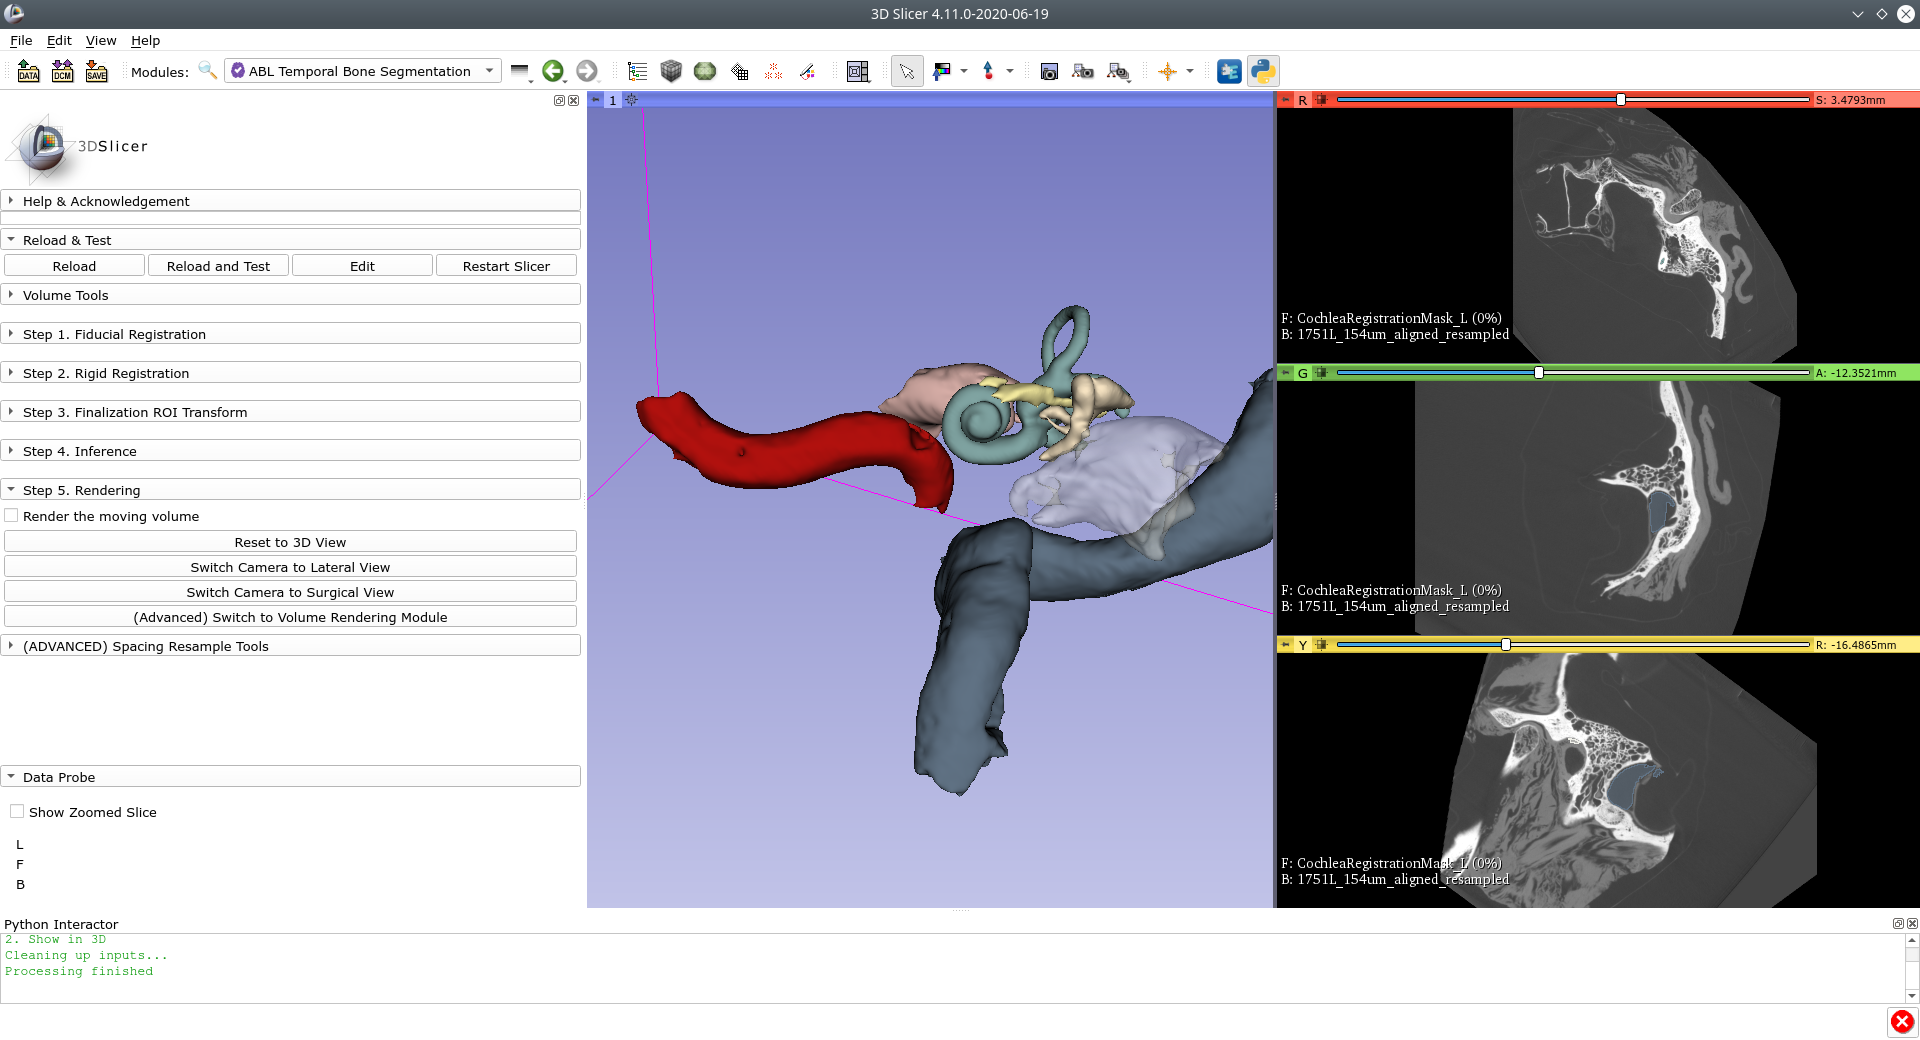 3D Slicer 4.11.0-2020-06-19
File Edit View Help
DATA DCM SAVE Modules: ABL Temporal Bone Segmentation
3DSlicer
Help & Acknowledgement
Reload & Test
Reload Reload and Test Edit Restart Slicer
Volume Tools
Step 1. Fiducial Registration
Step 2. Rigid Registration
Step 3. Finalization ROI Transform
Step 4. Inference
Step 5. Rendering
Render the moving volume
Reset to 3D View
Switch Camera to Lateral View
Switch Camera to Surgical View
(Advanced) Switch to Volume Rendering Module
(ADVANCED) Spacing Resample Tools
Data Probe
Show Zoomed Slice
L
F
B
1
R S: 3.4793mm
F: CochleaRegistrationMask_L (0%)
B: 1751L_154um_aligned_resampled
G A: -12.3521mm
F: CochleaRegistrationMask_L (0%)
B: 1751L_154um_aligned_resampled
Y R: -16.4865mm
F: CochleaRegistrationMask_L (0%)
B: 1751L_154um_aligned_resampled
Python Interactor
2. Show in 3D
Cleaning up inputs...
Processing finished